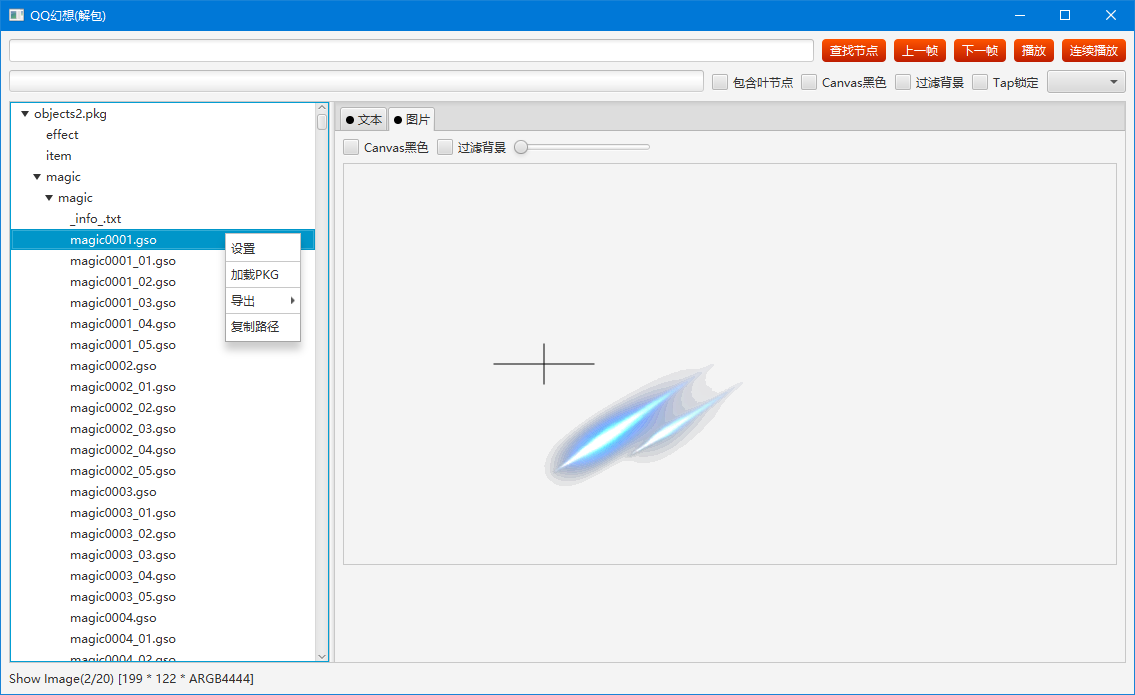 QQ幻想(解包)
查找节点 上一帧 下一帧 播放 连续播放
包含叶节点 Canvas黑色 过滤背景 Tap锁定
objects2.pkg
effect
item
magic
magic
_info_.txt
magic0001.gso
magic0001_01.gso
magic0001_02.gso
magic0001_03.gso
magic0001_04.gso
magic0001_05.gso
magic0002.gso
magic0002_01.gso
magic0002_02.gso
magic0002_03.gso
magic0002_04.gso
magic0002_05.gso
magic0003.gso
magic0003_01.gso
magic0003_02.gso
magic0003_03.gso
magic0003_04.gso
magic0003_05.gso
magic0004.gso
magic0004_01.gso
magic0004_02.gso
设置
加载PKG
导出
复制路径
文本 图片
Canvas黑色 过滤背景
Show Image(2/20) [199 * 122 * ARGB4444]